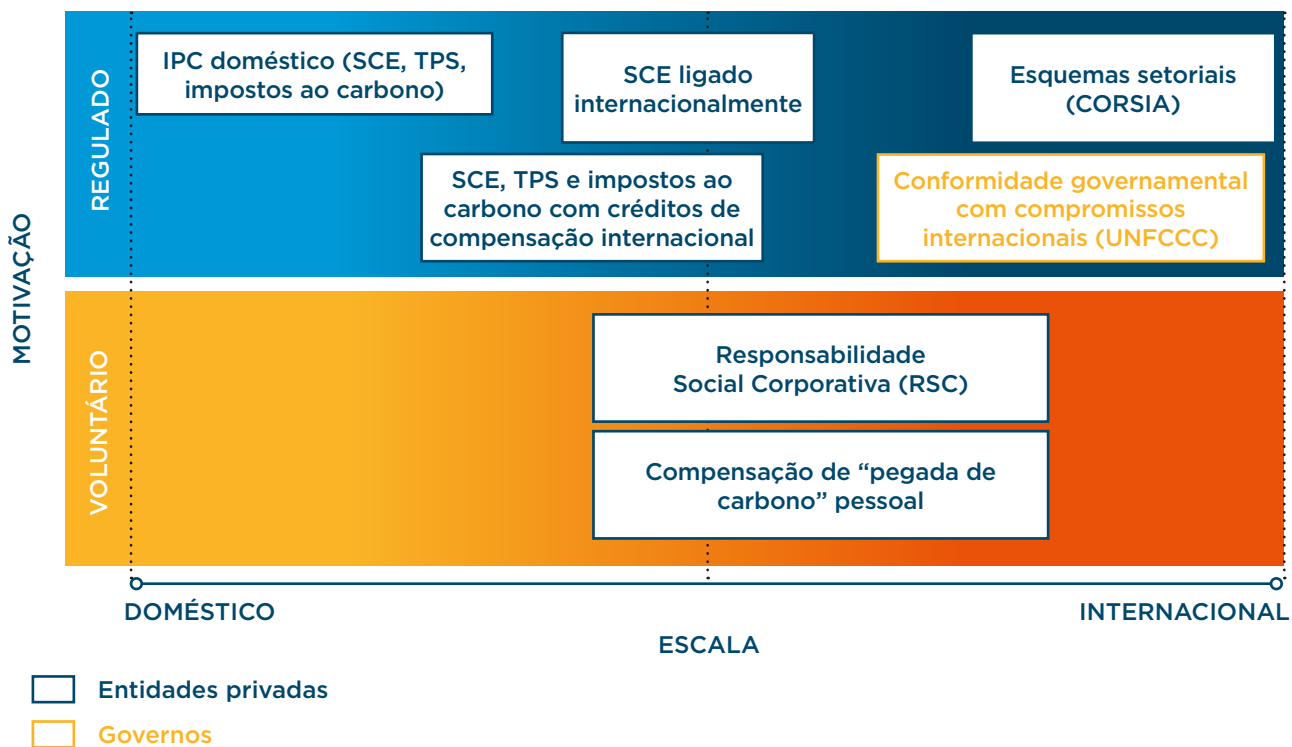 MOTIVAÇÃO
REGULADO
IPC doméstico (SCE, TPS,
impostos ao carbono)
SCE ligado
internacionalmente
Esquemas setoriais
(CORSIA)
SCE, TPS e impostos ao
carbono com créditos de
compensação internacional
Conformidade governamental
com compromissos
internacionais (UNFCCC)
VOLUNTÁRIO
Responsabilidade
Social Corporativa (RSC)
Compensação de “pegada de
carbono” pessoal
DOMÉSTICO
INTERNACIONAL
ESCALA
Entidades privadas
Governos